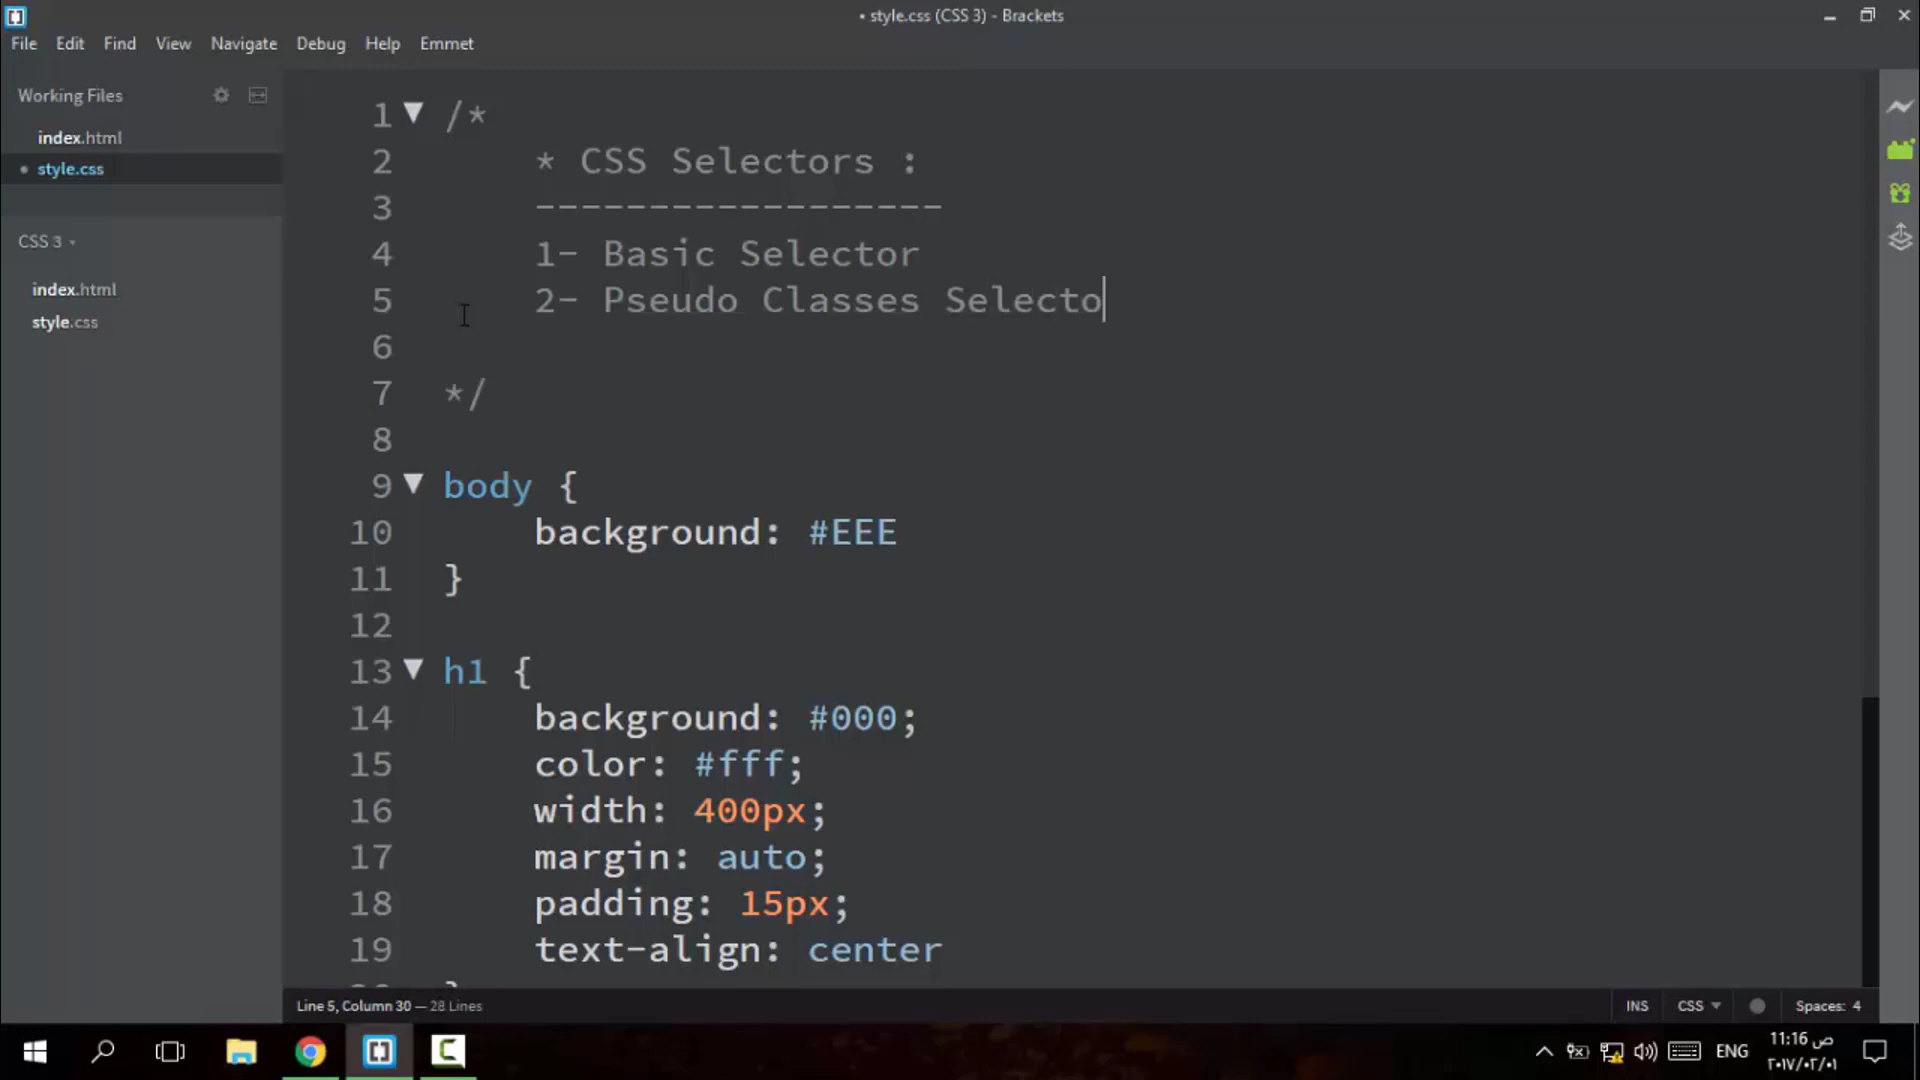 • style.css (CSS 3) - Brackets
File Edit Find View Navigate Debug Help Emmet
Working Files
index.html
• style.css
CSS 3
index.html
style.css
1 /*
2 * CSS Selectors :
3 ------------------
4 1- Basic Selector
5 2- Pseudo Classes Selecto
6
7 */
8
9 body {
10 background: #EEE
11 }
12
13 h1 {
14 background: #000;
15 color: #fff;
16 width: 400px;
17 margin: auto;
18 padding: 15px;
19 text-align: center
Line 5, Column 30 — 28 Lines
INS CSS Spaces: 4
ENG
11:16 ص
٢٠١٧/٠٢/٠١